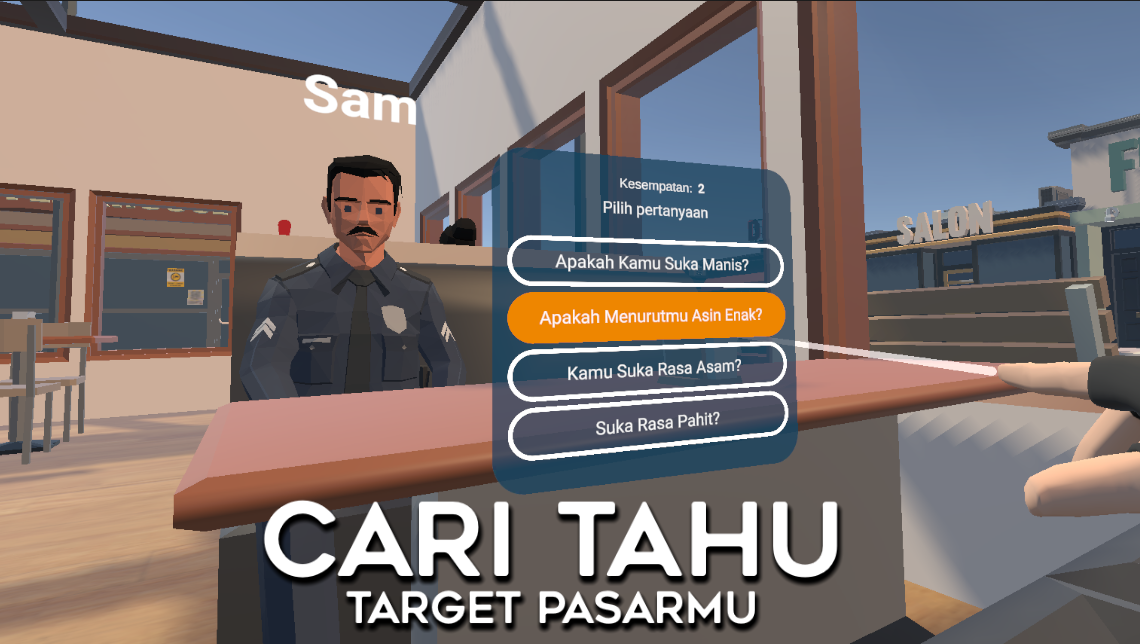 Sam
Kesempatan: 2
Pilih pertanyaan
Apakah Kamu Suka Manis?
Apakah Menurutmu Asin Enak?
Kamu Suka Rasa Asam?
Suka Rasa Pahit?
SALON
F
CARI TAHU
TARGET PASARMU